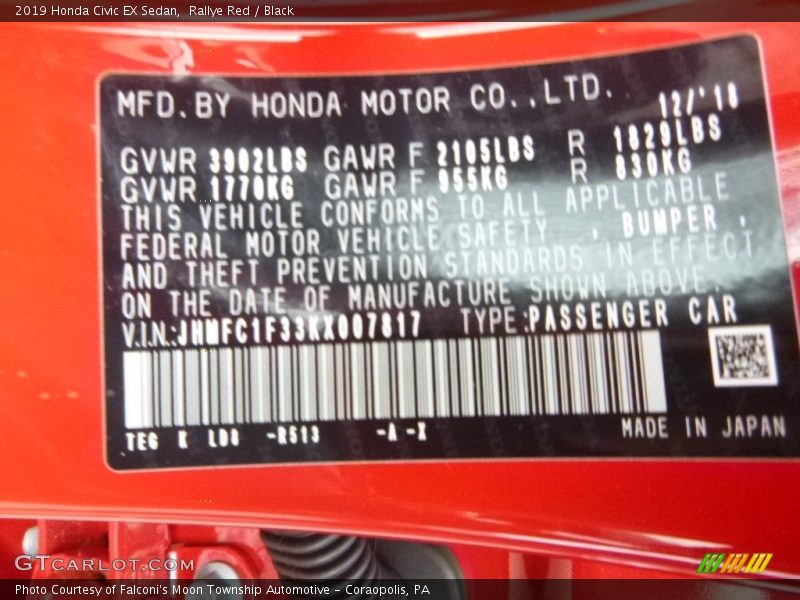 2019 Honda Civic EX Sedan,  Rallye Red / Black
MFD. BY HONDA MOTOR CO., LTD. 12/'18
GVWR 3902LBS GAWR F 2105LBS R 1829LBS
GVWR 1770KG GAWR F 955KG R 830KG
THIS VEHICLE CONFORMS TO ALL APPLICABLE
FEDERAL MOTOR VEHICLE SAFETY , BUMPER ,
AND THEFT PREVENTION STANDARDS IN EFFECT
ON THE DATE OF MANUFACTURE SHOWN ABOVE.
V.I.N.:JHMFC1F33KX007817 TYPE:PASSENGER CAR
TEG K LD8 -R513 -A -X MADE IN JAPAN
GTCARLOT.COM
Photo Courtesy of Falconi's Moon Township Automotive – Coraopolis, PA